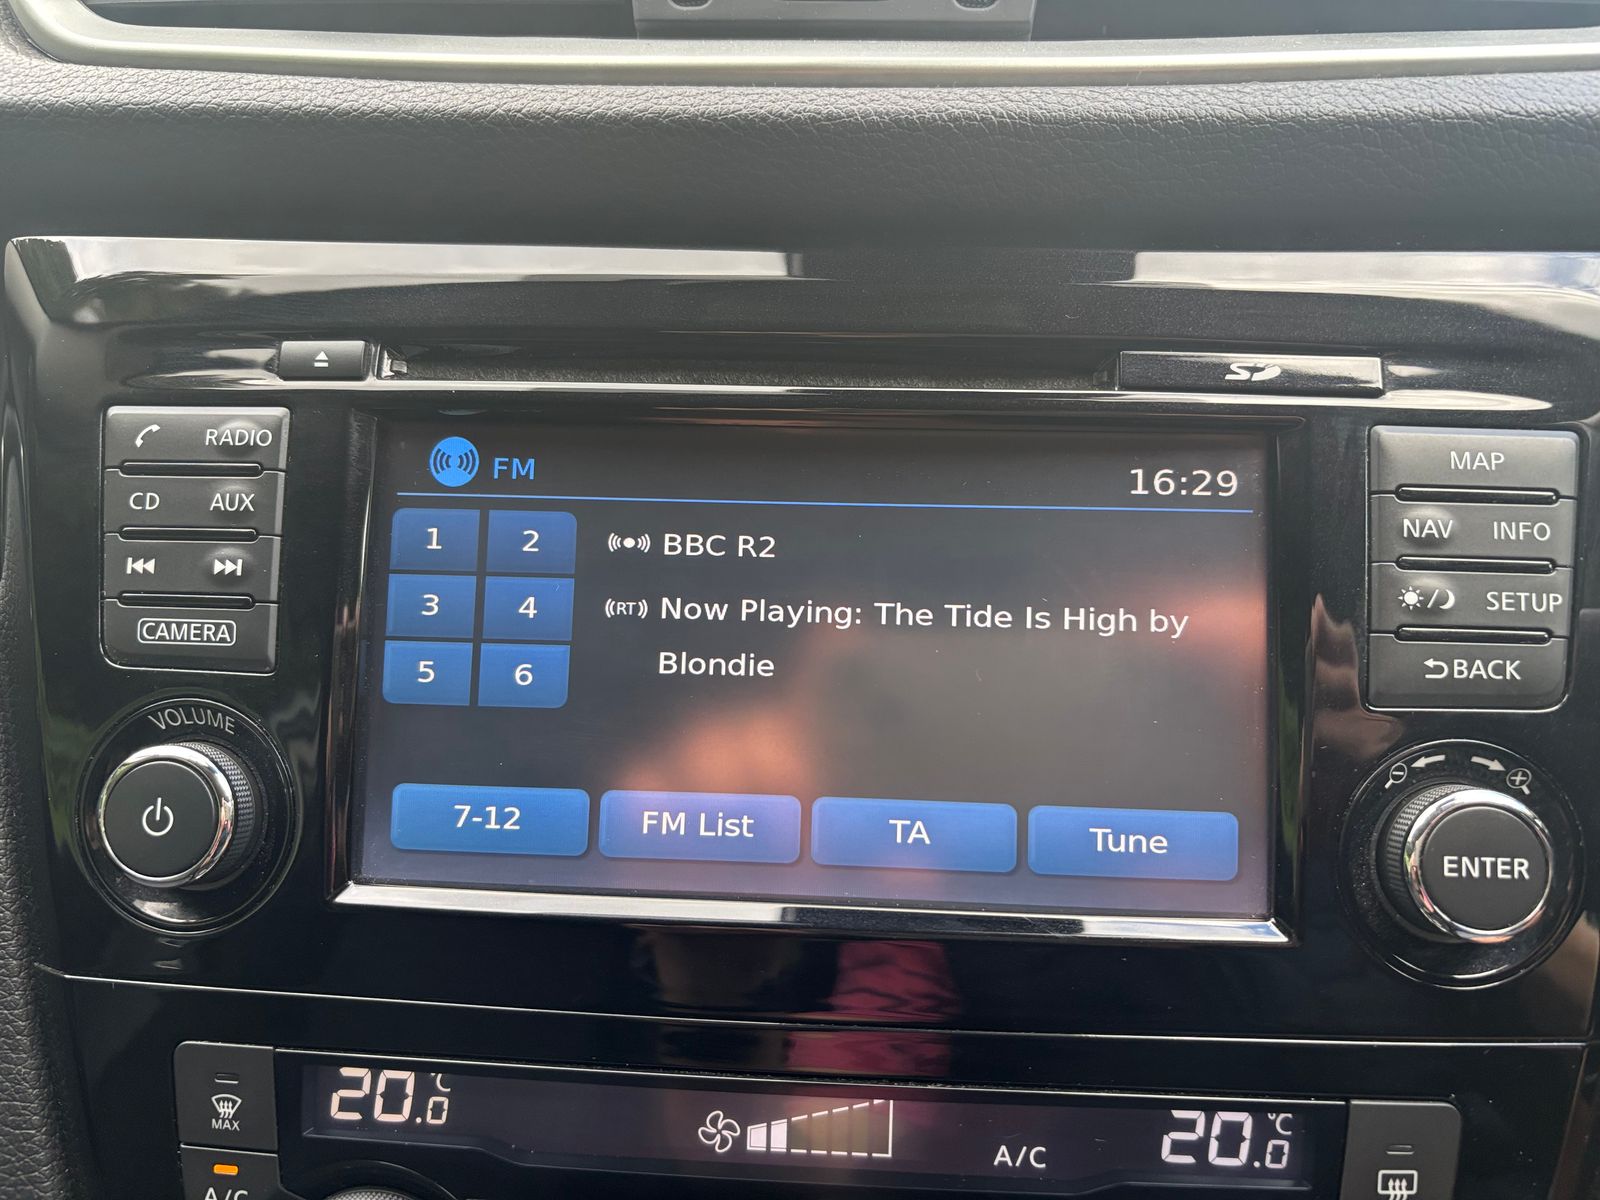 SD
RADIO
CD AUX
CAMERA
VOLUME
FM
16:29
1 2
3 4
5 6
BBC R2
RT Now Playing: The Tide Is High by
Blondie
7-12 FM List TA Tune
MAP
NAV INFO
SETUP
BACK
ENTER
MAX
A/C
20.0 °C
A/C
20.0 °C